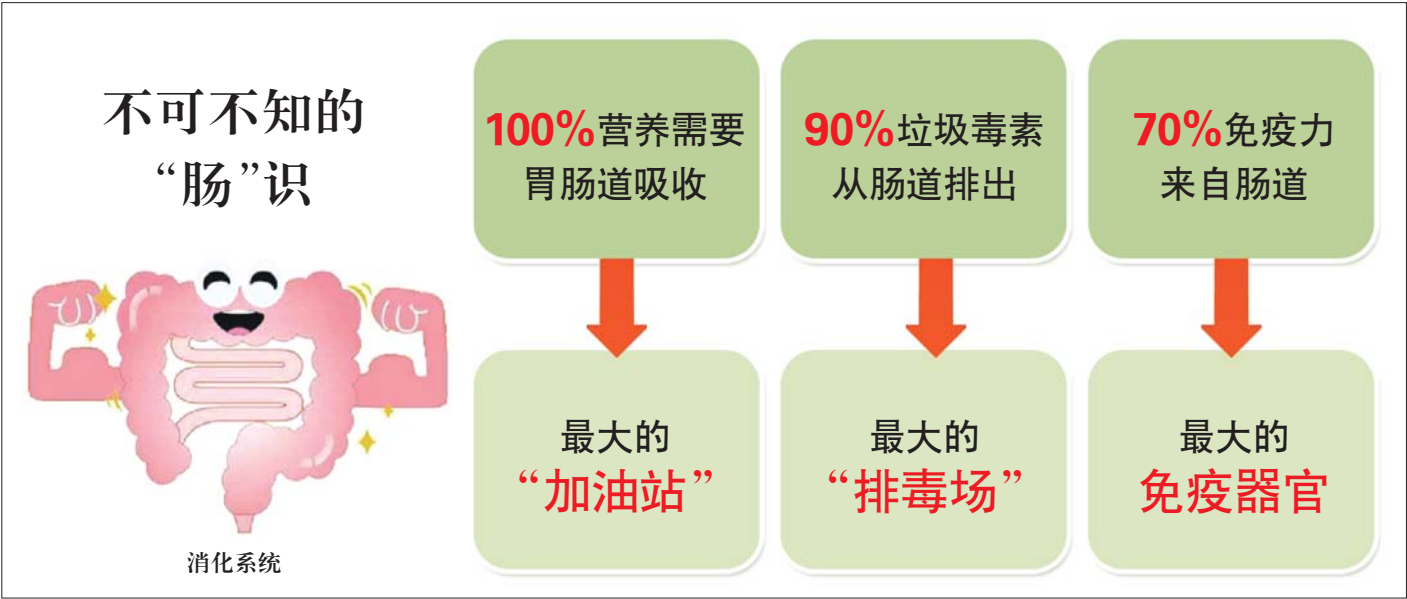 不可不知的
“肠”识
消化系统
100%营养需要
胃肠道吸收
90%垃圾毒素
从肠道排出
70%免疫力
来自肠道
最大的
“加油站”
最大的
“排毒场”
最大的
免疫器官